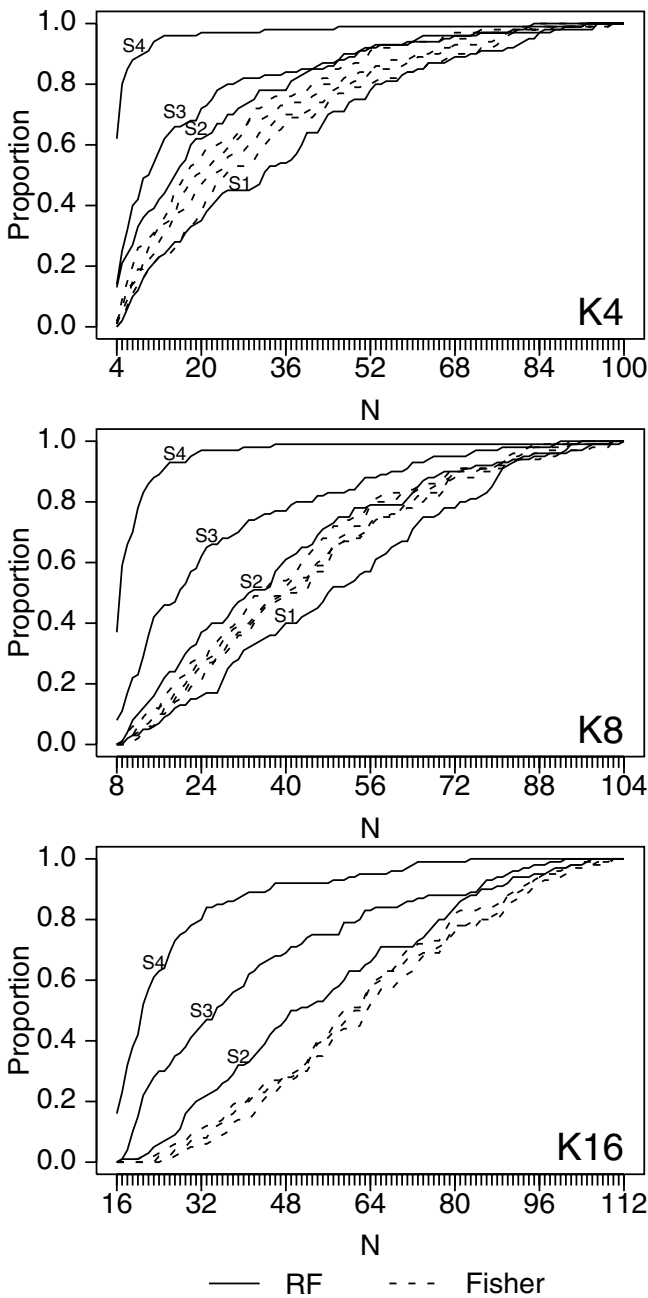 1.0
0.8
0.6
0.4
0.2
0.0
Proportion
S4
S3
S2
S1
K4
4 20 36 52 68 84 100
N
1.0
0.8
0.6
0.4
0.2
0.0
Proportion
S4
S3
S2
S1
K8
8 24 40 56 72 88 104
N
1.0
0.8
0.6
0.4
0.2
0.0
Proportion
S4
S3
S2
K16
16 32 48 64 80 96 112
N
RF Fisher